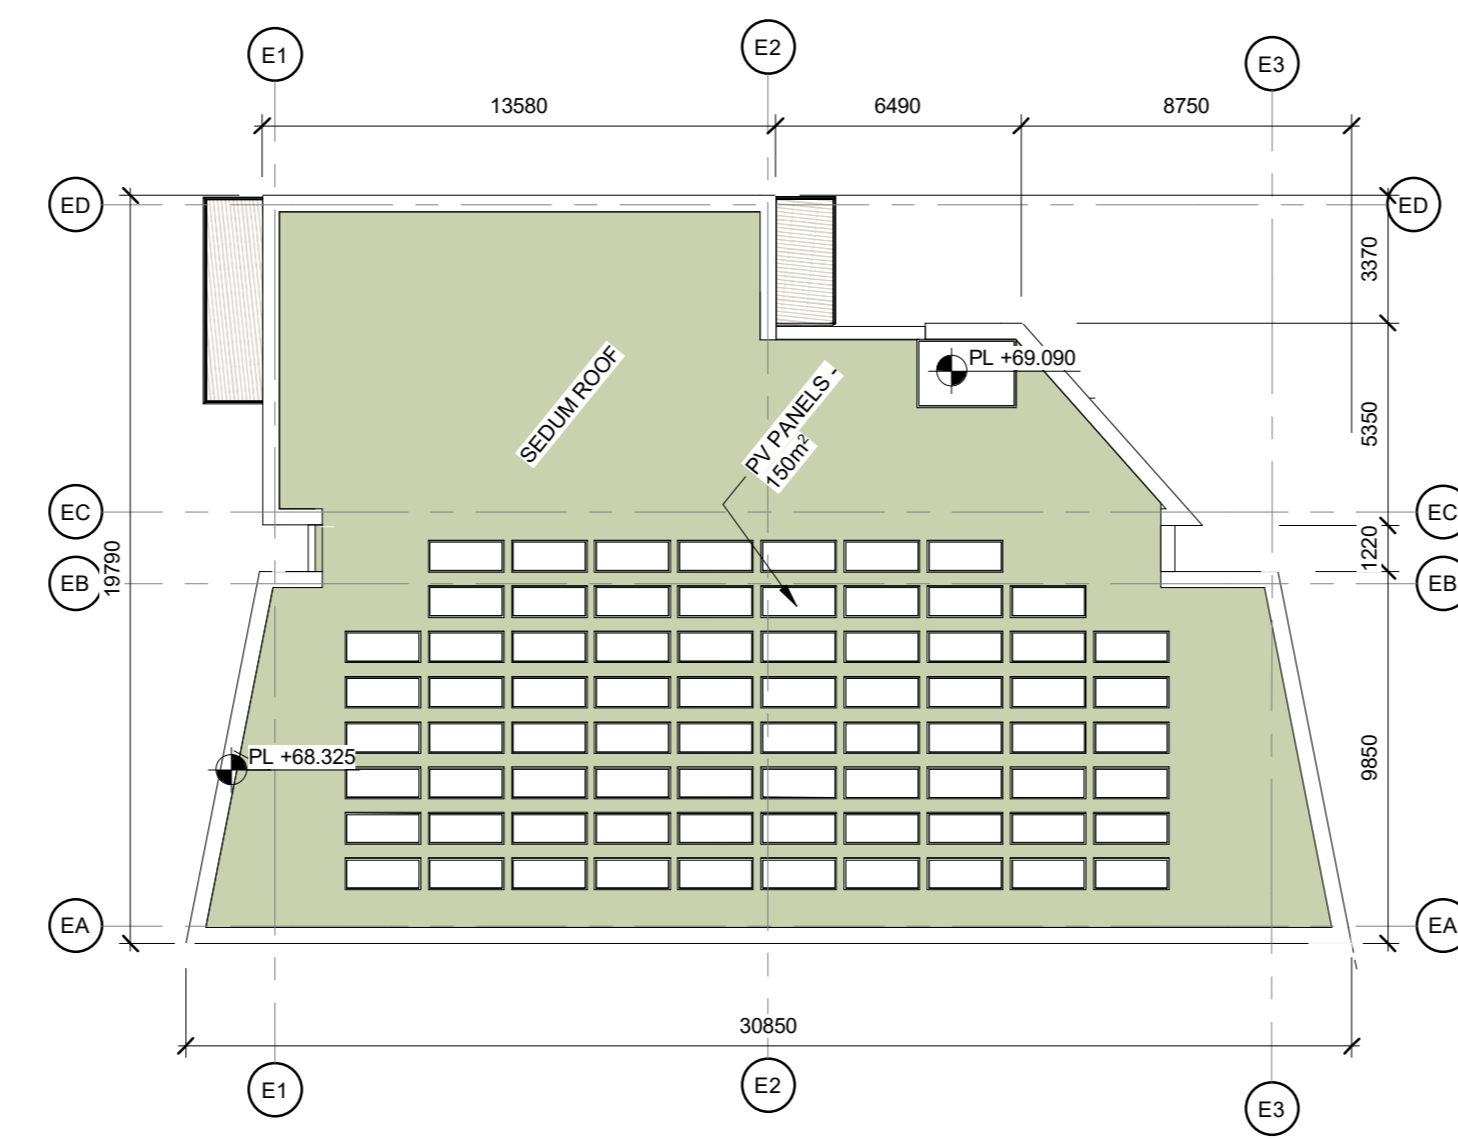 E1
E2
E3
13580
6490
8750
ED
ED
3370
SEDUM ROOF
PV PANELS -
150m²
PL +69.090
5350
EC
EC
19790
1220
EB
EB
PL +68.325
9850
EA
EA
30850
E1
E2
E3